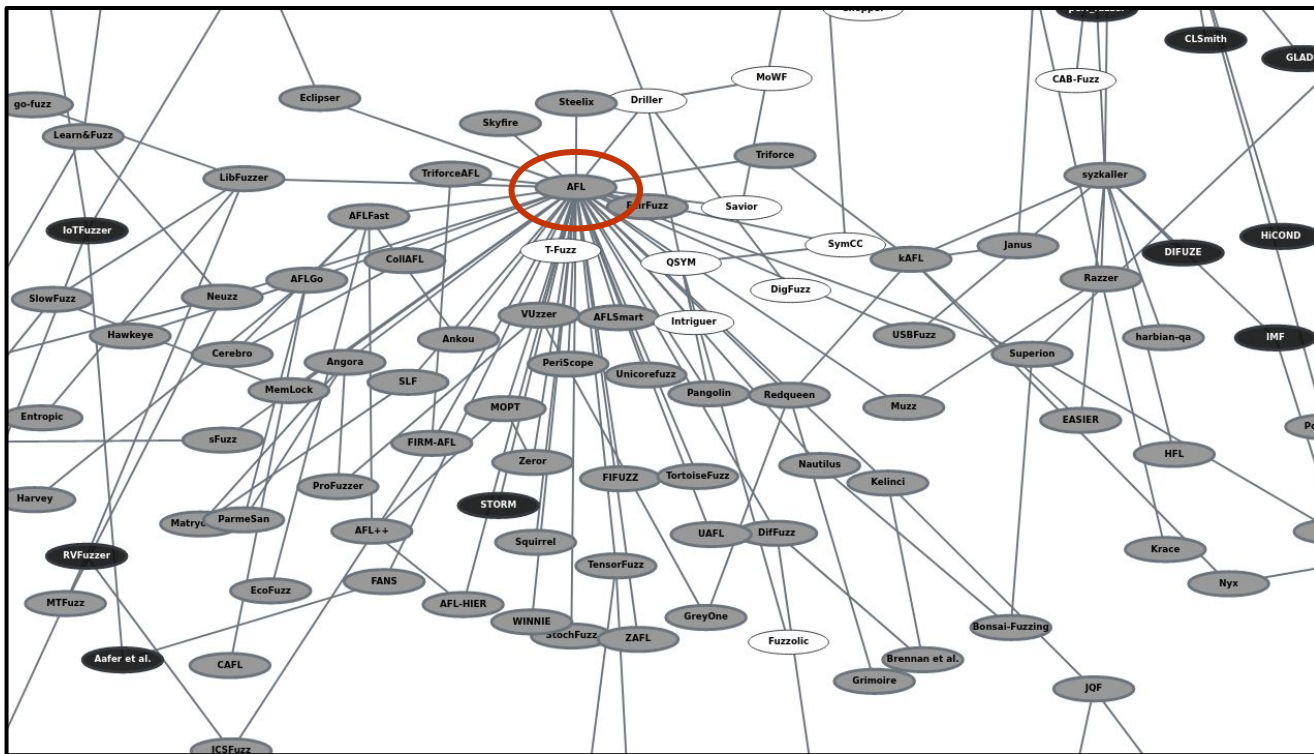 CLSmith
GLAD
MoWF
CAB-Fuzz
Eclipser
Steelix
Driller
go-fuzz
Skyfire
Learn&Fuzz
Triforce
LibFuzzer
TriforceAFL
AFL
syzkaller
AFLFast
FairFuzz
Savior
IoTFuzzer
HiCOND
T-Fuzz
SymCC
Janus
DIFUZE
CollAFL
QSYM
kAFL
AFLGo
Razzer
SlowFuzz
Neuzz
DigFuzz
VUzzer
AFLSmart
Intriguer
Hawkeye
Ankou
USBFuzz
harbian-qa
IMF
Cerebro
Angora
PeriScope
Superion
MemLock
SLF
Unicorefuzz
Pangolin
Redqueen
Entropic
MOPT
Muzz
EASIER
sFuzz
FIRM-AFL
Zeror
HFL
ProFuzzer
FIFUZZ
TortoiseFuzz
Nautilus
Kelinci
Harvey
STORM
ParmeSan
AFL++
Squirrel
UAFL
DifFuzz
RVFuzzer
TensorFuzz
Krace
EcoFuzz
FANS
Nyx
MTFuzz
AFL-HIER
WINNIE
StochFuzz
ZAFL
GreyOne
Fuzzolic
Bonsai-Fuzzing
Aafer et al.
CAFL
Brennan et al.
Grimoire
JQF
ICSFuzz